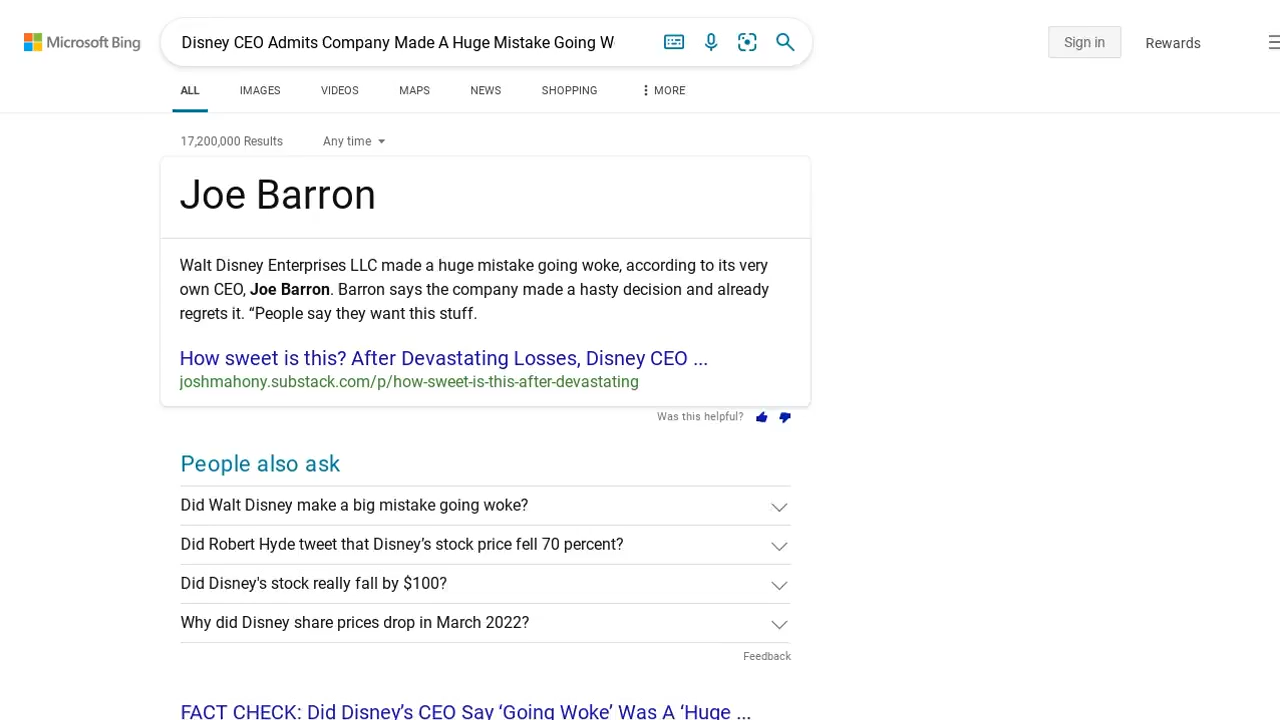 Microsoft Bing
Disney CEO Admits Company Made A Huge Mistake Going W
Sign in
Rewards
ALL
IMAGES
VIDEOS
MAPS
NEWS
SHOPPING
MORE
17,200,000 Results
Any time
Joe Barron
Walt Disney Enterprises LLC made a huge mistake going woke, according to its very
own CEO, Joe Barron. Barron says the company made a hasty decision and already
regrets it. “People say they want this stuff.
How sweet is this? After Devastating Losses, Disney CEO ...
joshmahony.substack.com/p/how-sweet-is-this-after-devastating
Was this helpful?
People also ask
Did Walt Disney make a big mistake going woke?
Did Robert Hyde tweet that Disney’s stock price fell 70 percent?
Did Disney's stock really fall by $100?
Why did Disney share prices drop in March 2022?
Feedback
FACT CHECK: Did Disney’s CEO Say ‘Going Woke’ Was A ‘Huge ...